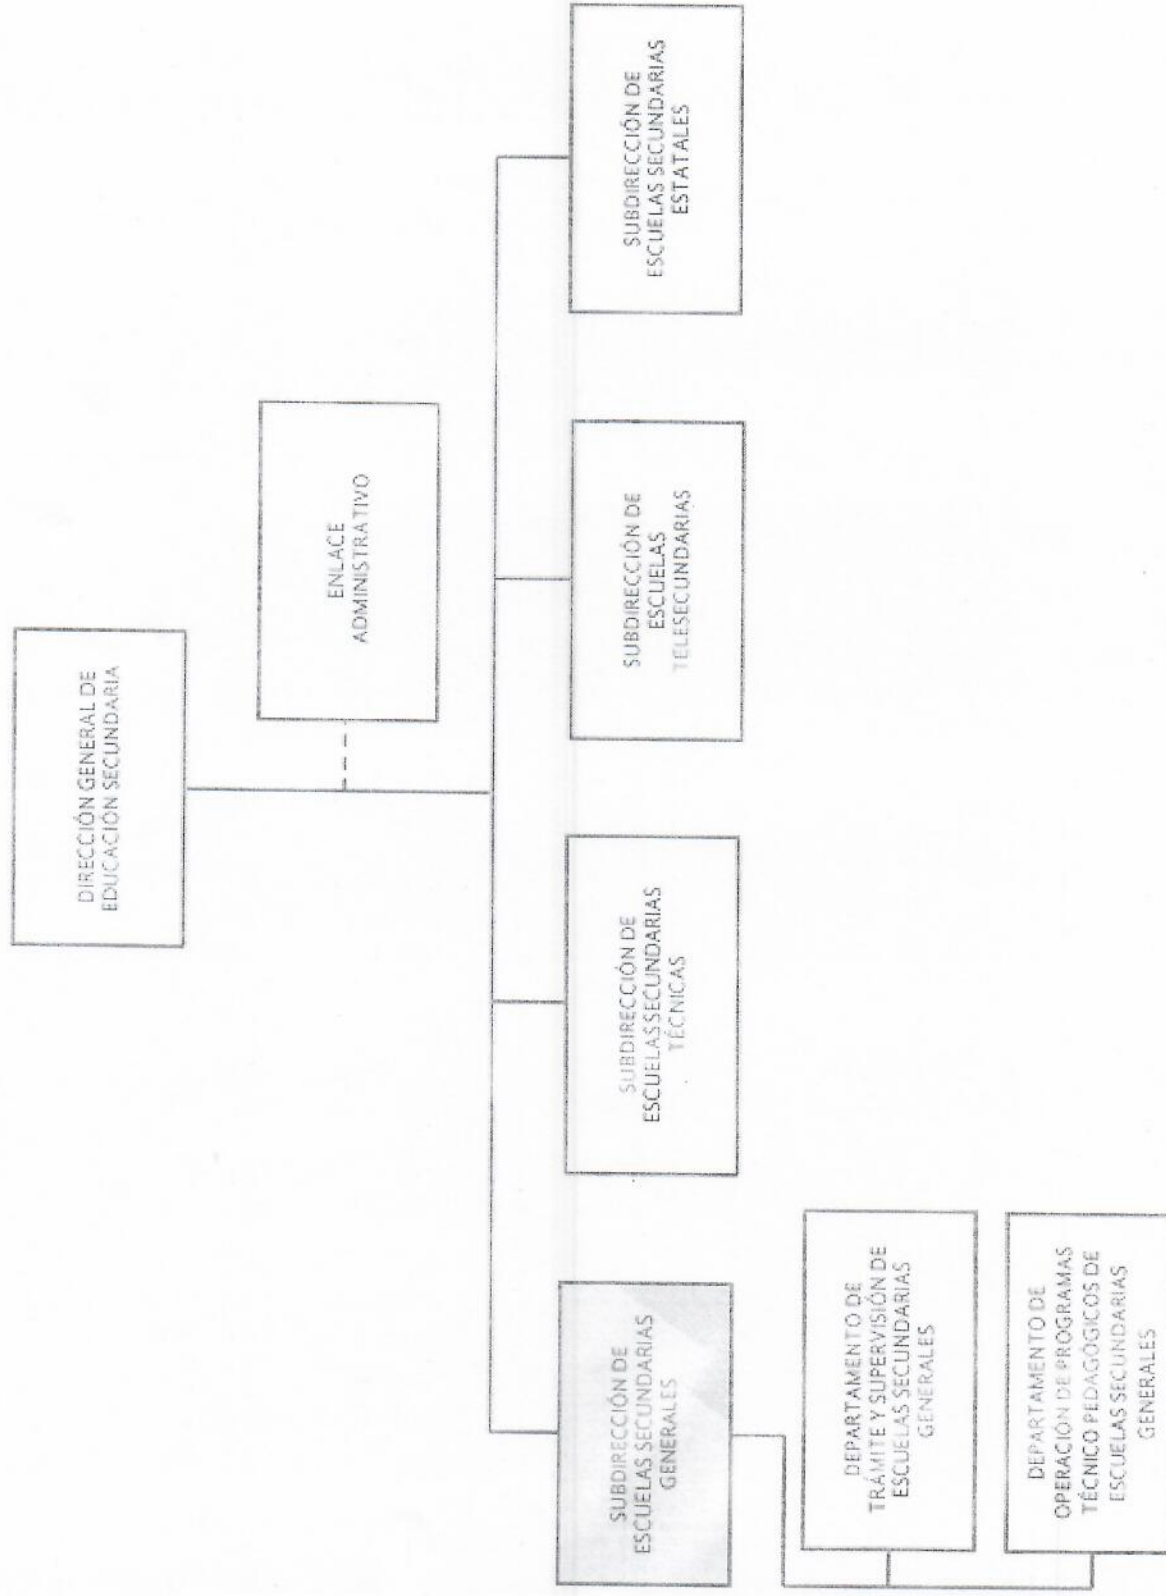 DIRECCIÓN GENERAL DE
EDUCACIÓN SECUNDARIA
ENLACE
ADMINISTRATIVO
SUBDIRECCIÓN DE
ESCUELAS SECUNDARIAS
GENERALES
SUBDIRECCIÓN DE
ESCUELAS SECUNDARIAS
TÉCNICAS
SUBDIRECCIÓN DE
ESCUELAS
TELESECUNDARIAS
SUBDIRECCIÓN DE
ESCUELAS SECUNDARIAS
ESTATALES
DEPARTAMENTO DE
TRÁMITE Y SUPERVISIÓN DE
ESCUELAS SECUNDARIAS
GENERALES
DEPARTAMENTO DE
OPERACIÓN DE PROGRAMAS
TÉCNICO PEDAGÓGICOS DE
ESCUELAS SECUNDARIAS
GENERALES